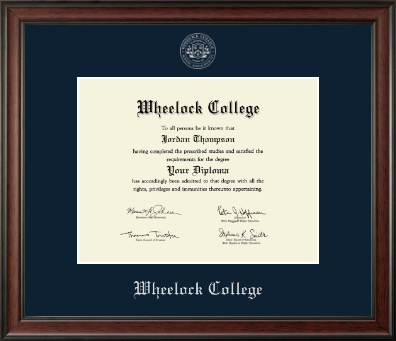 WHEELOCK COLLEGE
Wheelock College
To all persons be it known that
Jordan Thompson
having completed the prescribed studies and satisfied the
requirements for the degree
Your Diploma
has accordingly been admitted to that degree with all the
rights, privileges and immunities thereunto appertaining.
Wheelock College